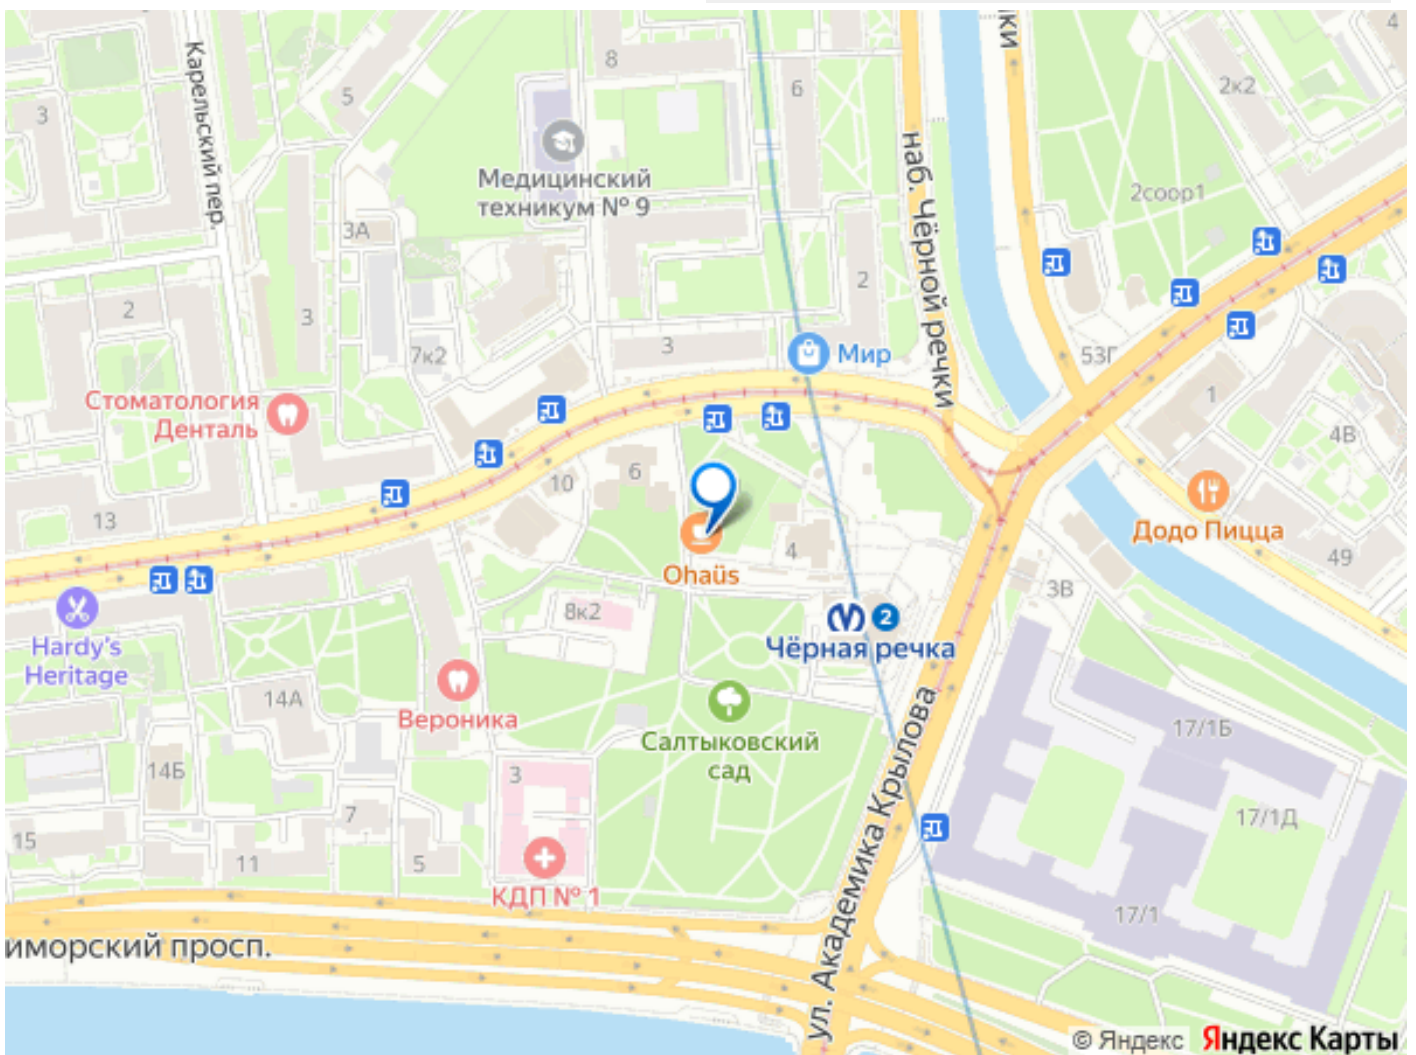 ки
4
Карельский пер.
8
6
2к2
5
3
наб. Чёрной речки
Медицинский
техникум № 9
2соор1
3А
2
2
3
7к2
3
Мир
53Г
1
Стоматология
Денталь
4В
6
10
13
Додо Пицца
4
49
Ohaüs
3В
8к2
2
Чёрная речка
Hardy's
Heritage
14А
Вероника
17/1Б
Салтыковский
сад
14Б
3
7
17/1Д
15
11
5
КДП № 1
17/1
ул. Академика Крылова
иморский просп.
© Яндекс Яндекс Карты